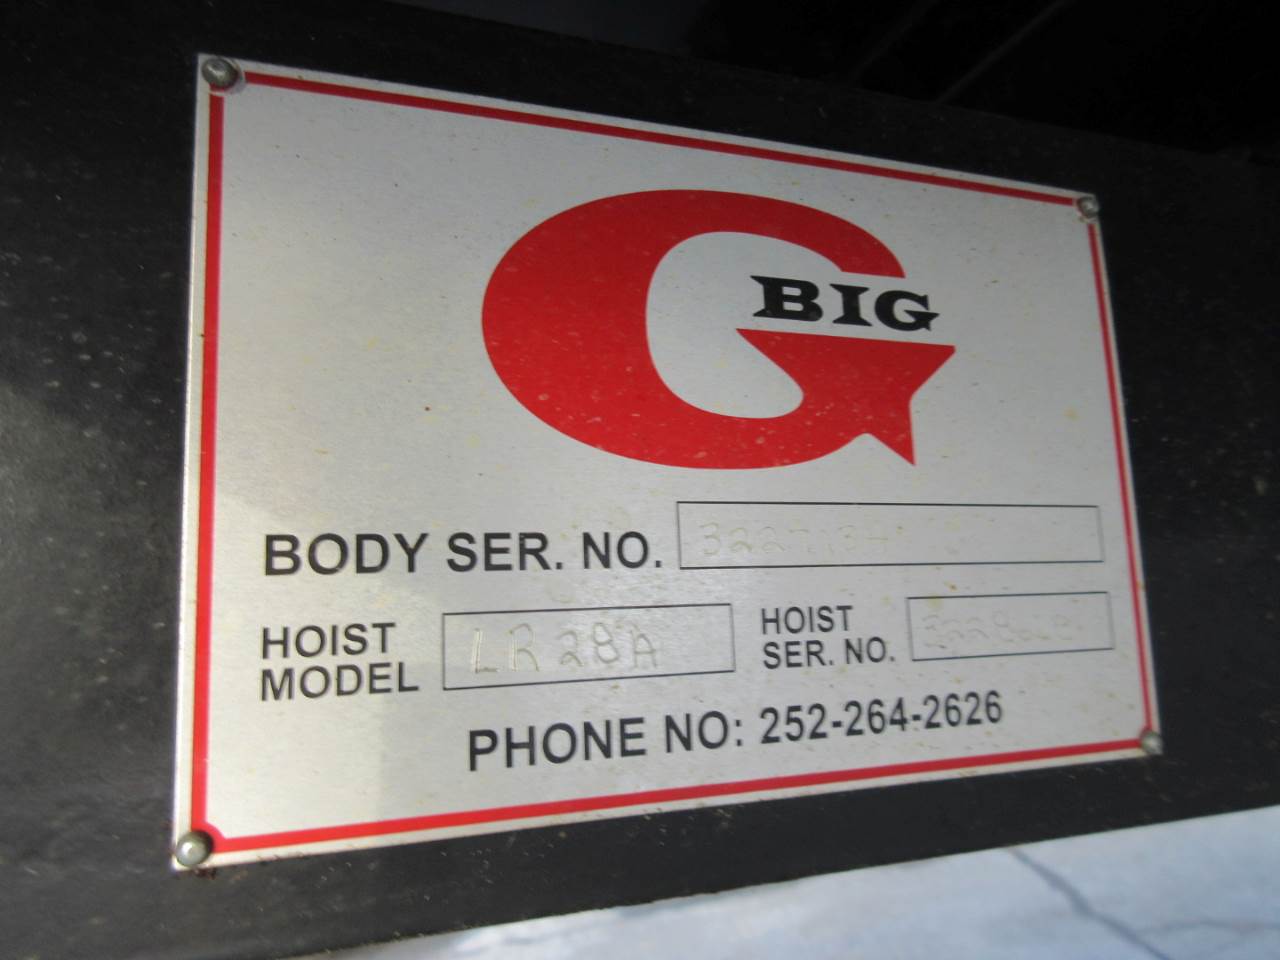 BIG
BODY SER. NO.
HOIST MODEL LR28A
HOIST SER. NO.
PHONE NO: 252-264-2626